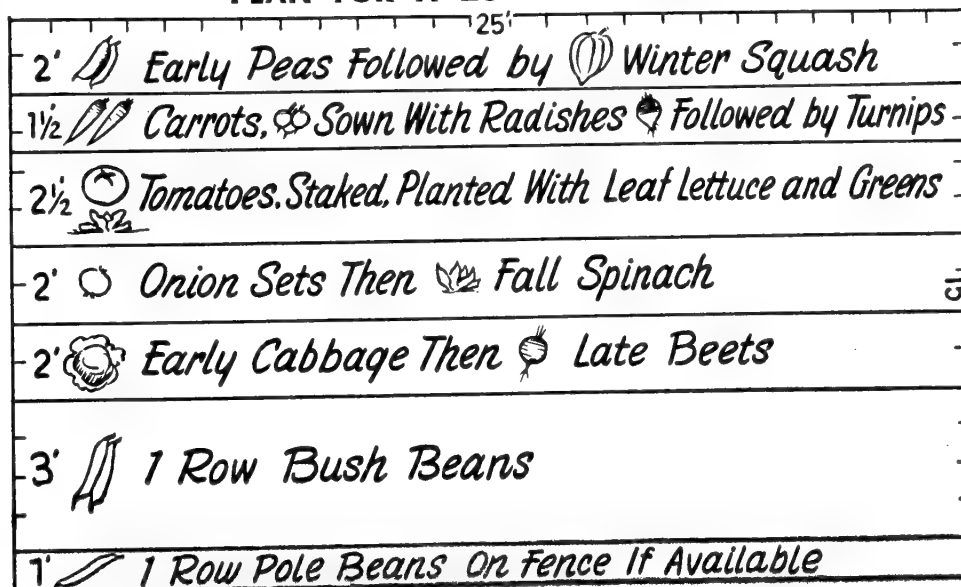 25'
2' Early Peas Followed by Winter Squash
1½ Carrots, Sown With Radishes Followed by Turnips
2½ Tomatoes. Staked. Planted With Leaf Lettuce and Greens
2' Onion Sets Then Fall Spinach
2' Early Cabbage Then Late Beets
3' 1 Row Bush Beans
1' 1 Row Pole Beans On Fence If Available